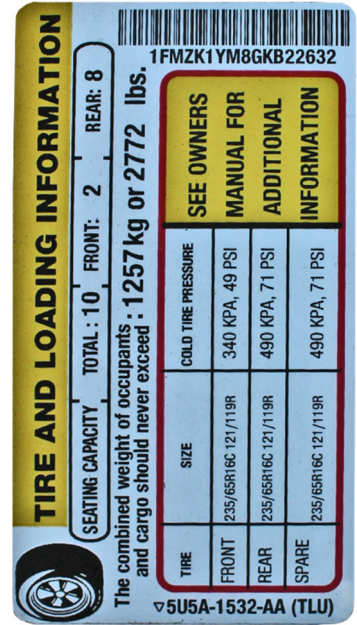 TIRE AND LOADING INFORMATION
SEATING CAPACITY TOTAL : 10 FRONT: 2 REAR: 8
The combined weight of occupants
and cargo should never exceed : 1257 kg or 2772 lbs.
1FMZK1YM8GKB22632
TIRE SIZE COLD TIRE PRESSURE SEE OWNERS
FRONT 235/65R16C 121/119R 340 KPA, 49 PSI MANUAL FOR
REAR 235/65R16C 121/119R 490 KPA, 71 PSI ADDITIONAL
SPARE 235/65R16C 121/119R 490 KPA, 71 PSI INFORMATION
▽5U5A-1532-AA (TLU)